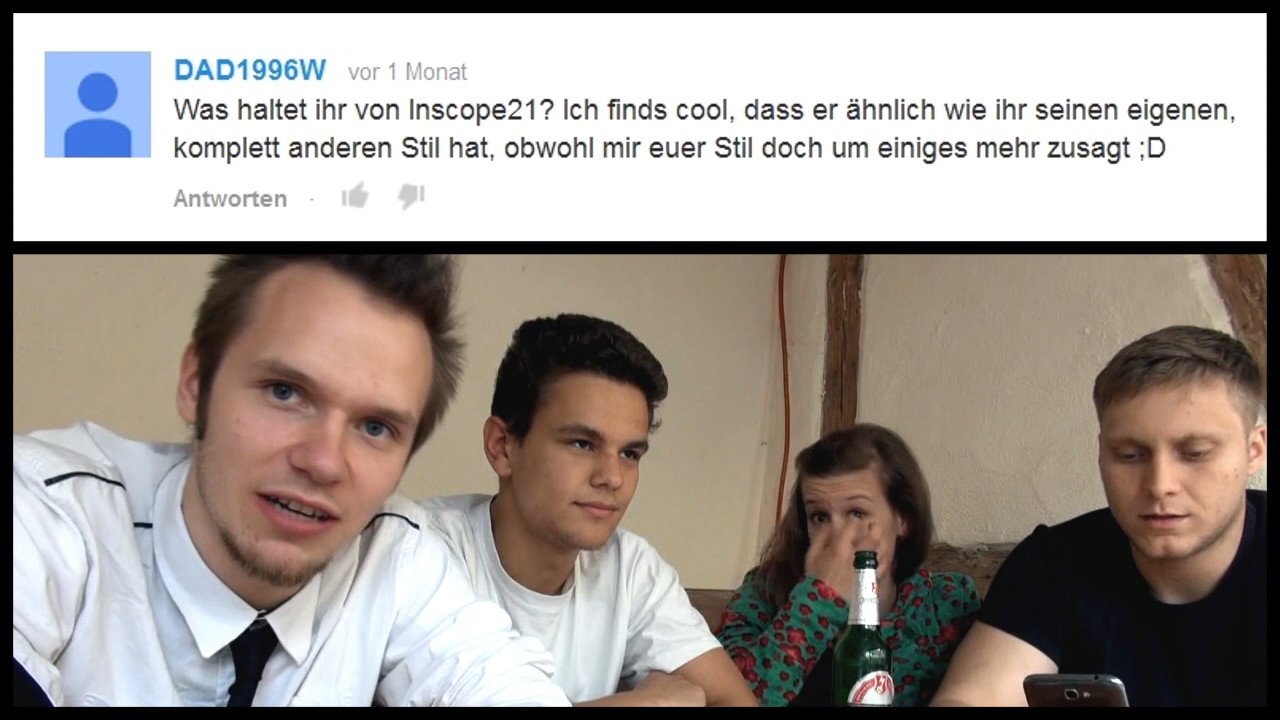 DAD1996W vor 1 Monat
Was haltet ihr von Inscope21? Ich finds cool, dass er ähnlich wie ihr seinen eigenen,
komplett anderen Stil hat, obwohl mir euer Stil doch um einiges mehr zusagt ;D
Antworten ·